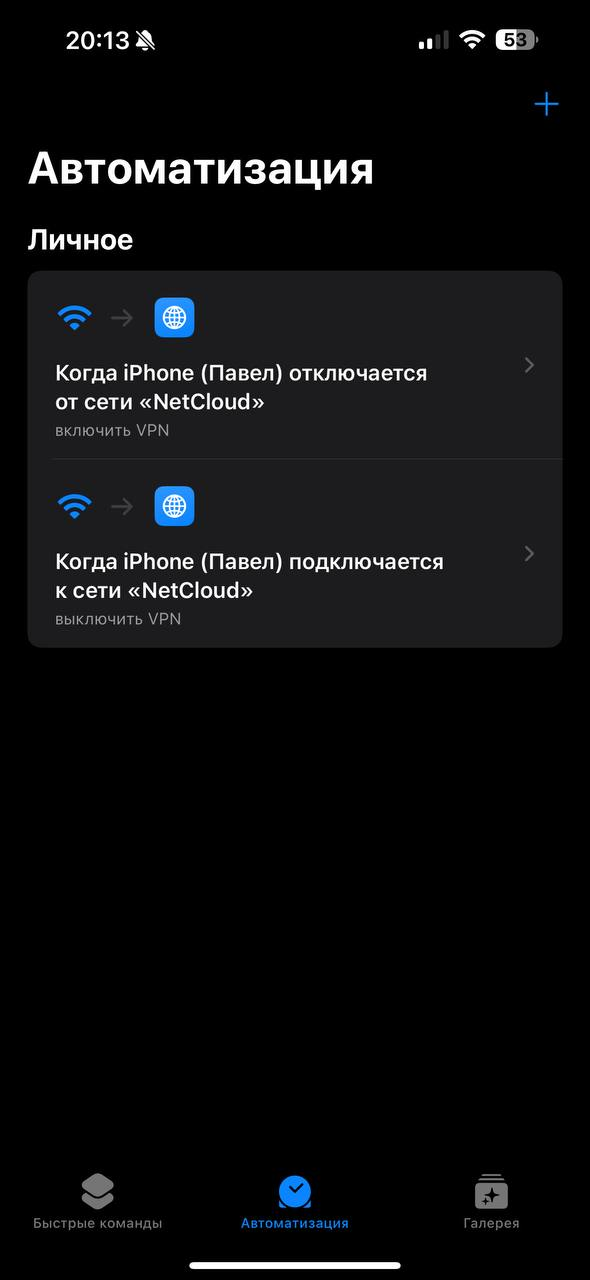 20:13
53
Автоматизация
Личное
Когда iPhone (Павел) отключается
от сети «NetCloud»
включить VPN
Когда iPhone (Павел) подключается
к сети «NetCloud»
выключить VPN
Быстрые команды
Автоматизация
Галерея